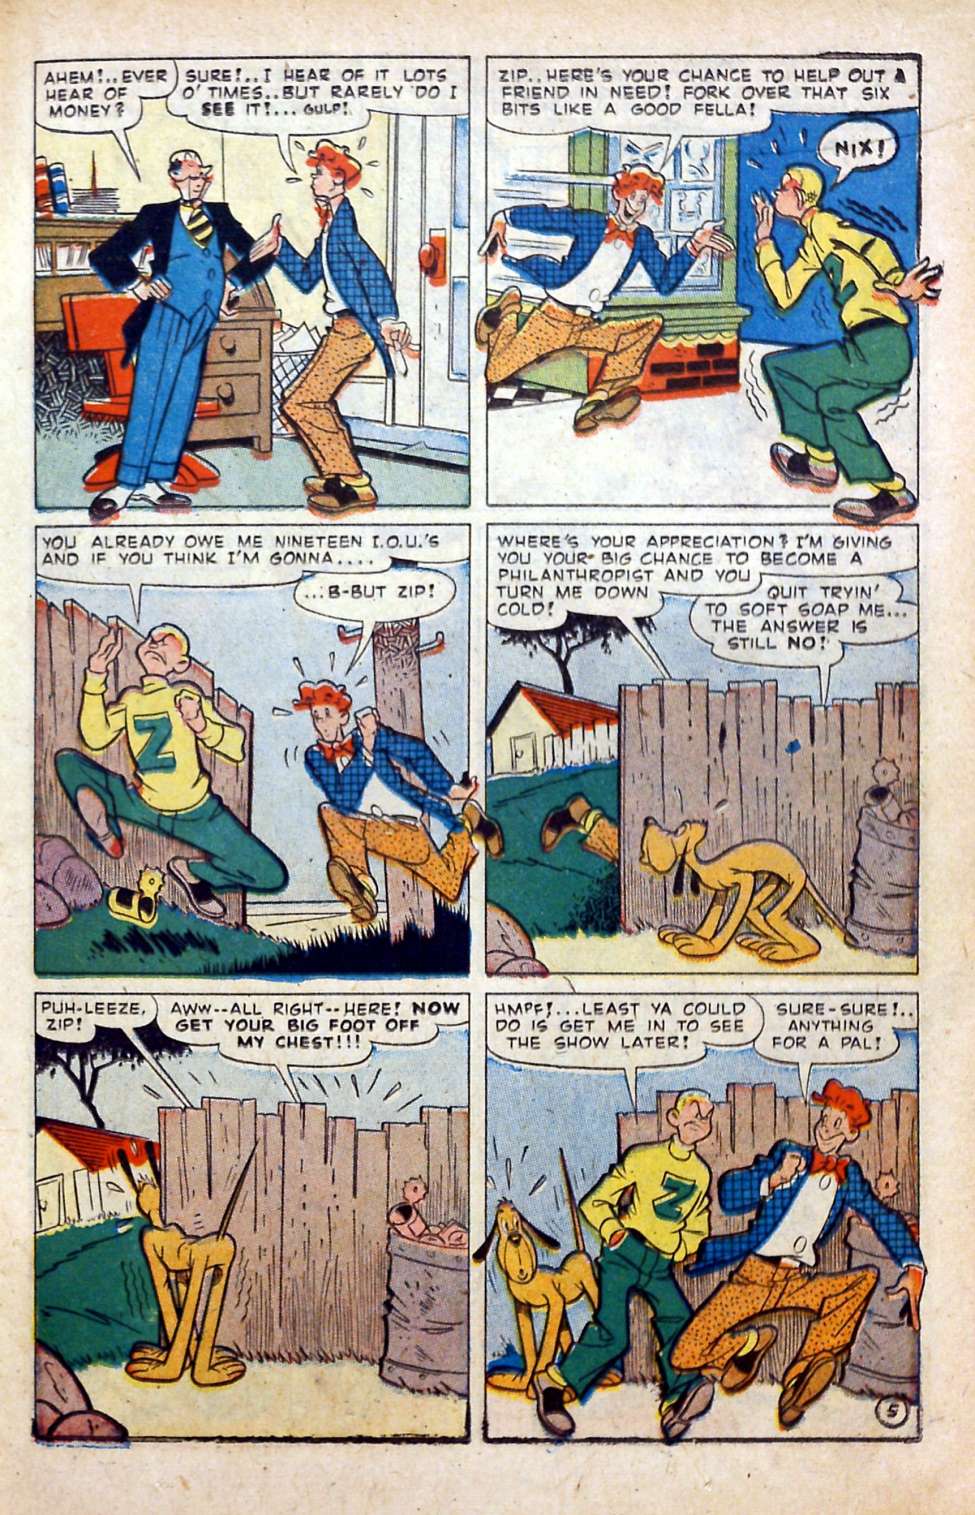 AHEM!..EVER
HEAR OF
MONEY?
SURE!..I HEAR OF IT LOTS
O' TIMES..BUT RARELY DO I
SEE IT!...GULP!
ZIP..HERE'S YOUR CHANCE TO HELP OUT A
FRIEND IN NEED! FORK OVER THAT SIX
BITS LIKE A GOOD FELLA!
NIX!
YOU ALREADY OWE ME NINETEEN I.O.U.'S
AND IF YOU THINK I'M GONNA....
...B-BUT ZIP!
Z
WHERE'S YOUR APPRECIATION? I'M GIVING
YOU YOUR BIG CHANCE TO BECOME A
PHILANTHROPIST AND YOU
TURN ME DOWN
COLD!
QUIT TRYIN'
TO SOFT SOAP ME...
THE ANSWER IS
STILL NO!
PUH-LEEZE,
ZIP!
AWW--ALL RIGHT--HERE! NOW
GET YOUR BIG FOOT OFF
MY CHEST!!!
HMPF!...LEAST YA COULD
DO IS GET ME IN TO SEE
THE SHOW LATER!
SURE-SURE!..
ANYTHING
FOR A PAL!
Z
5